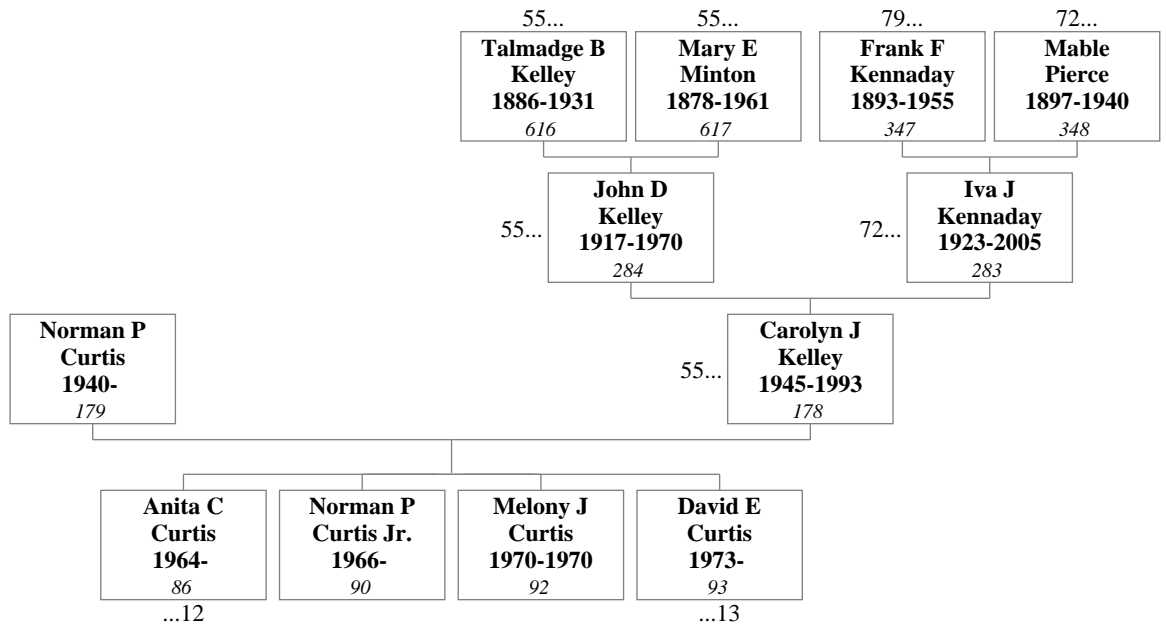 55...
55...
79...
72...
Talmadge B
Kelley
1886-1931
616
Mary E
Minton
1878-1961
617
Frank F
Kennaday
1893-1955
347
Mable
Pierce
1897-1940
348
55...
John D
Kelley
1917-1970
284
72...
Iva J
Kennaday
1923-2005
283
Norman P
Curtis
1940-
179
55...
Carolyn J
Kelley
1945-1993
178
Anita C
Curtis
1964-
86
...12
Norman P
Curtis Jr.
1966-
90
Melony J
Curtis
1970-1970
92
David E
Curtis
1973-
93
...13